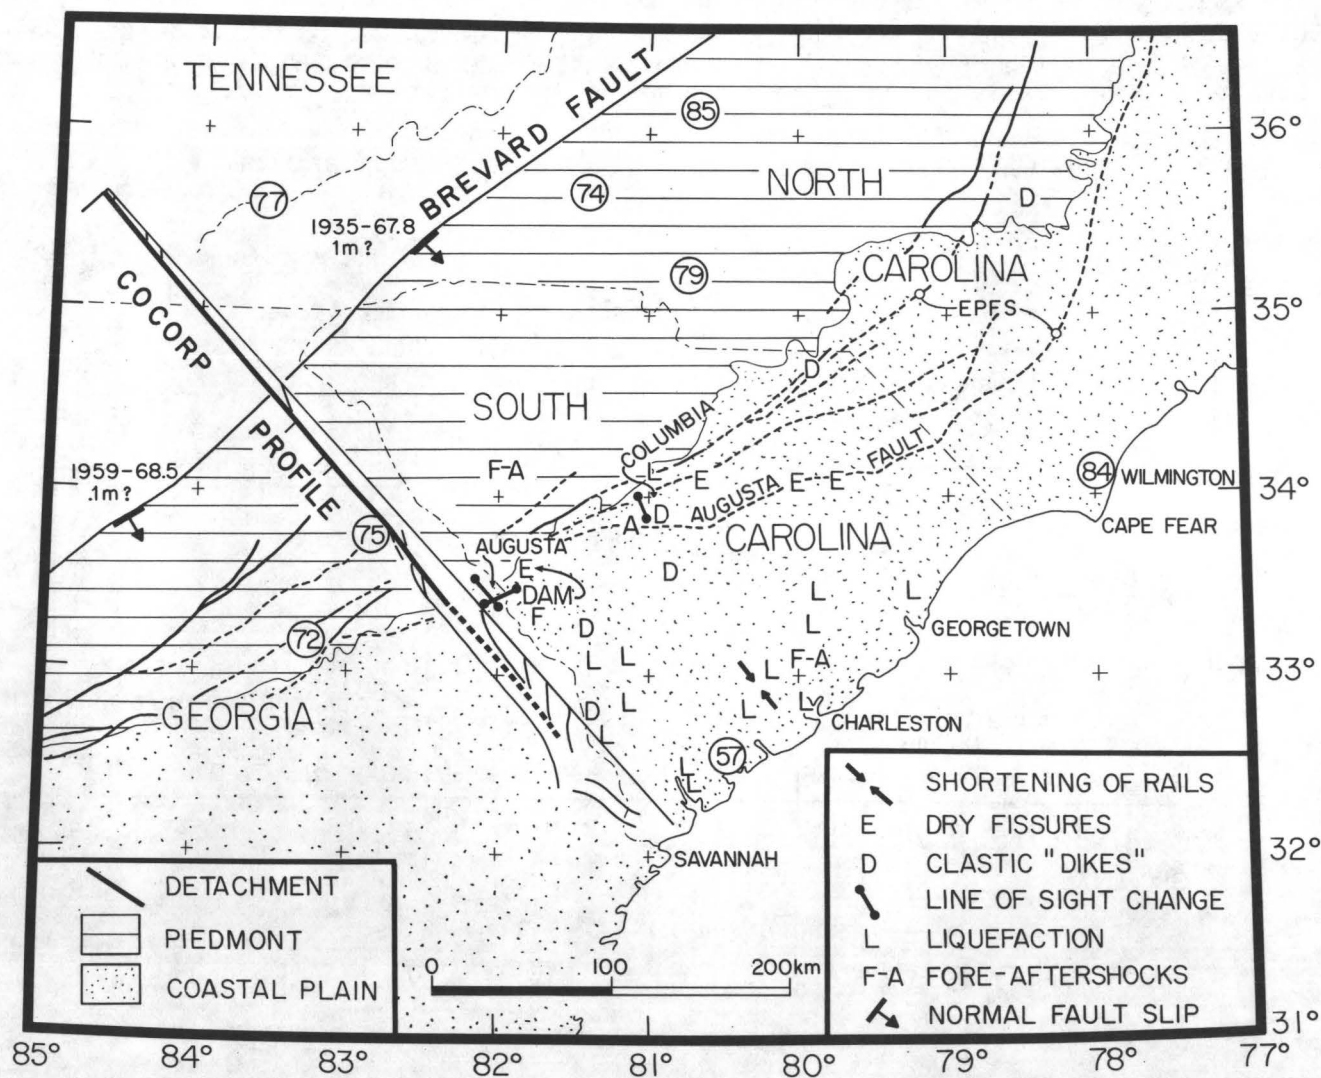 TENNESSEE
BREVARD FAULT
85
36°
77
74
NORTH
D
1935-67.8
1m?
79
CAROLINA
EPFS
35°
COCORP PROFILE
D
SOUTH
COLUMBIA
F-A
1959-68.5
.1m?
E
E E
AUGUSTA FAULT
84
WILMINGTON
34°
A
D
CAROLINA
CAPE FEAR
75
AUGUSTA
E
D
DAM
F
L
L
D
L
GEORGETOWN
72
L
L
F-A
L
33°
GEORGIA
D
L
L
L
CHARLESTON
L
57
L
L
SHORTENING OF RAILS
E DRY FISSURES
D CLASTIC "DIKES"
LINE OF SIGHT CHANGE
L LIQUEFACTION
F-A FORE-AFTERSHOCKS
NORMAL FAULT SLIP
32°
SAVANNAH
DETACHMENT
PIEDMONT
COASTAL PLAIN
0 100 200km
31°
85° 84° 83° 82° 81° 80° 79° 78° 77°